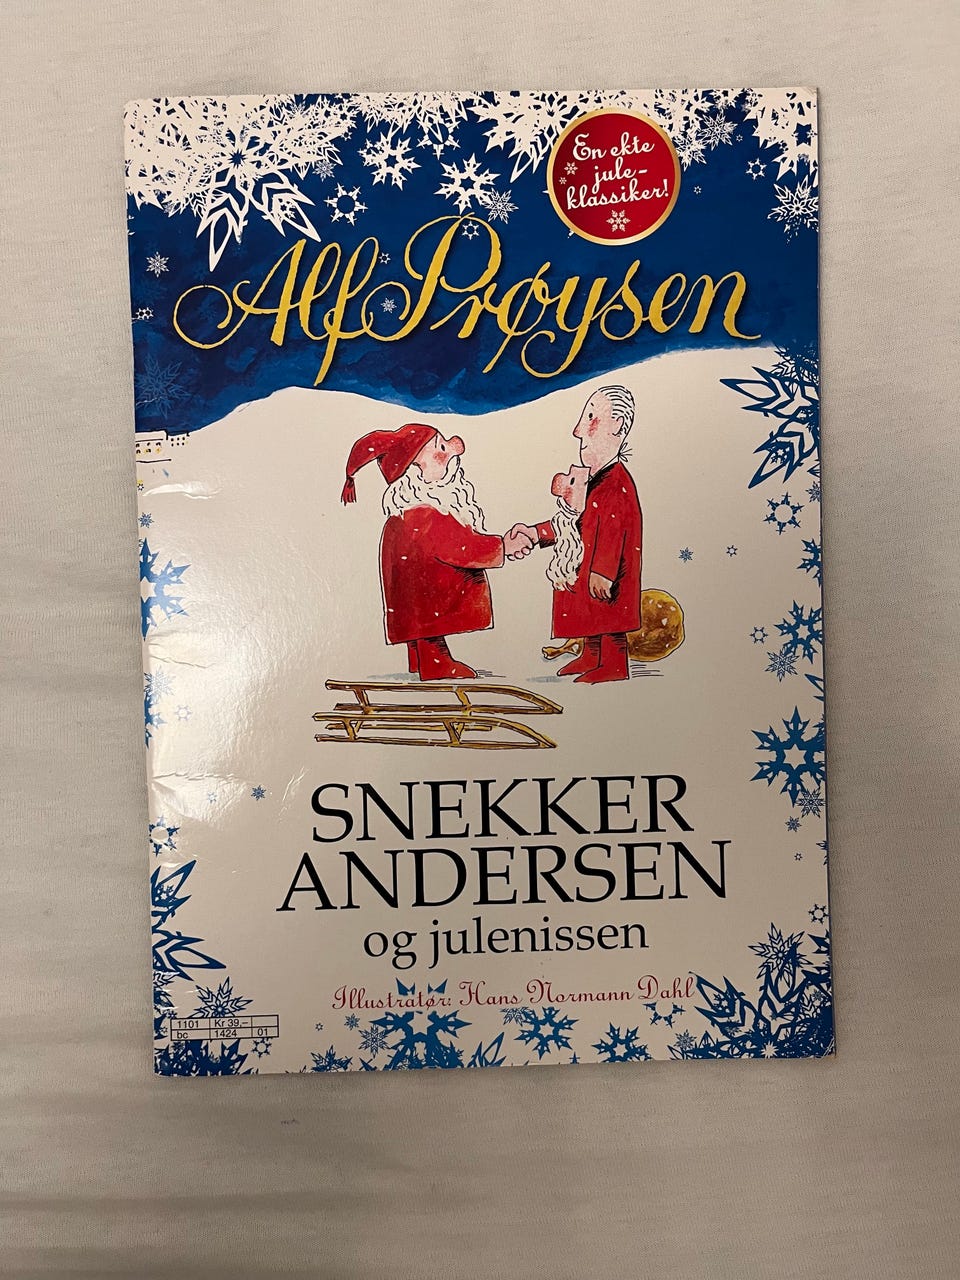 En ekte
jule-
klassiker!
Alf Prøysen
SNEKKER
ANDERSEN
og julenissen
Illustratør: Hans Normann Dahl
1101 Kr 39,–
bc 1424 01